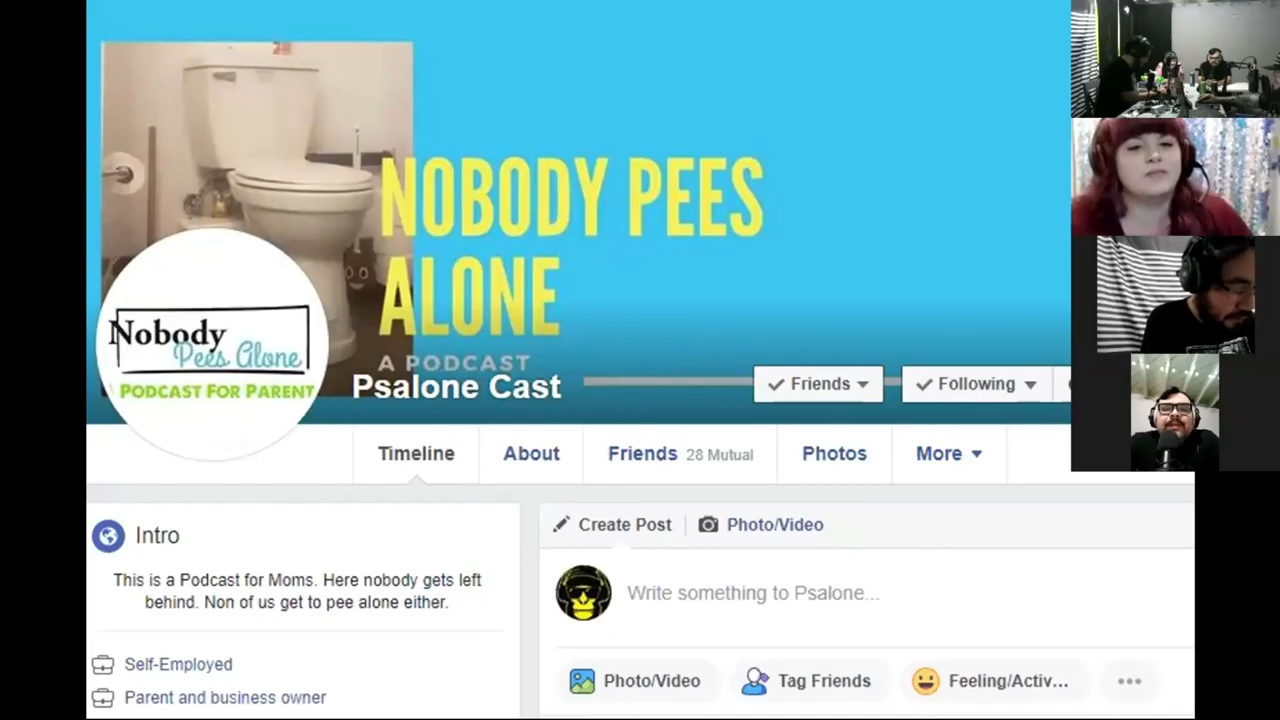 NOBODY PEES
ALONE
A PODCAST
Nobody
Pees Alone
A PODCAST FOR PARENT
Psalone Cast
Friends
Following
Timeline
About
Friends 28 Mutual
Photos
More
Intro
This is a Podcast for Moms. Here nobody gets left
behind. Non of us get to pee alone either.
Self-Employed
Parent and business owner
Create Post
Photo/Video
Write something to Psalone...
Photo/Video
Tag Friends
Feeling/Activ...